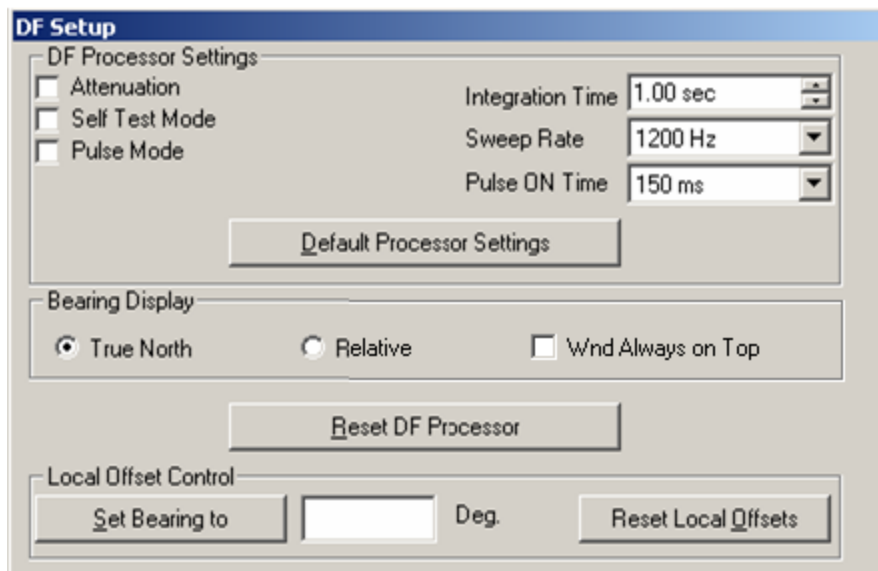 DF Setup
DF Processor Settings
Attenuation
Self Test Mode
Pulse Mode
Integration Time 1.00 sec
Sweep Rate 1200 Hz
Pulse ON Time 150 ms
Default Processor Settings
Bearing Display
True North Relative Wnd Always on Top
Reset DF Processor
Local Offset Control
Set Bearing to Deg. Reset Local Offsets